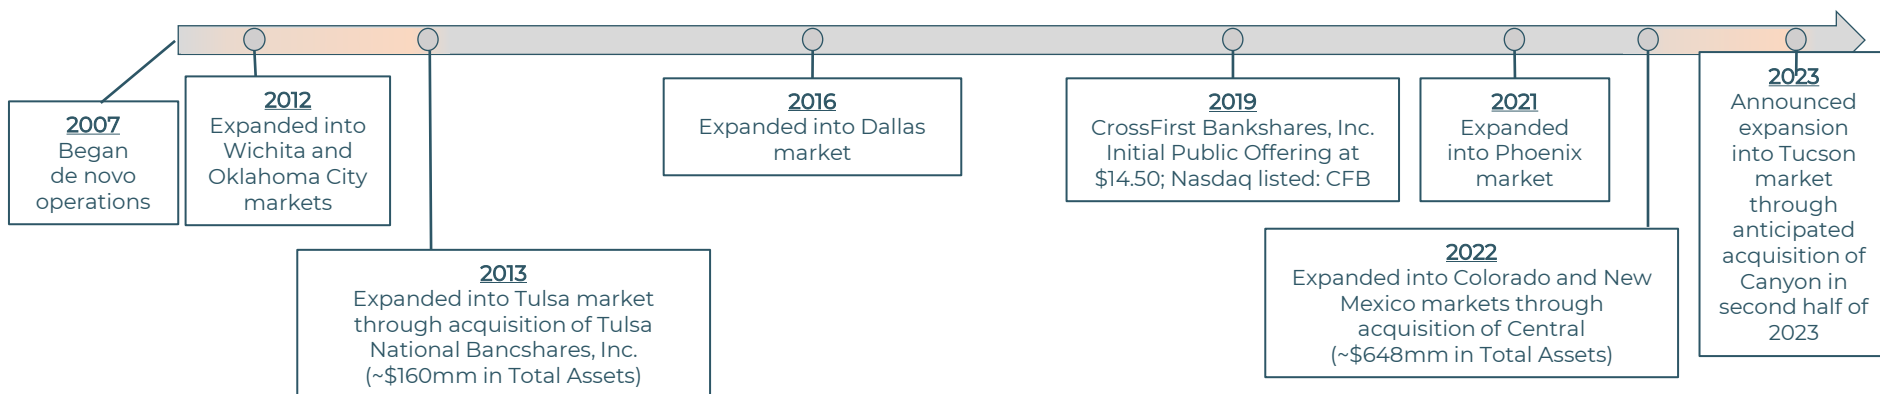 2007
Began
de novo
operations
2012
Expanded into
Wichita and
Oklahoma City
markets
2013
Expanded into Tulsa market
through acquisition of Tulsa
National Bancshares, Inc.
(~$160mm in Total Assets)
2016
Expanded into Dallas
market
2019
CrossFirst Bankshares, Inc.
Initial Public Offering at
$14.50; Nasdaq listed: CFB
2021
Expanded
into Phoenix
market
2022
Expanded into Colorado and New
Mexico markets through
acquisition of Central
(~$648mm in Total Assets)
2023
Announced
expansion
into Tucson
market
through
anticipated
acquisition of
Canyon in
second half of
2023